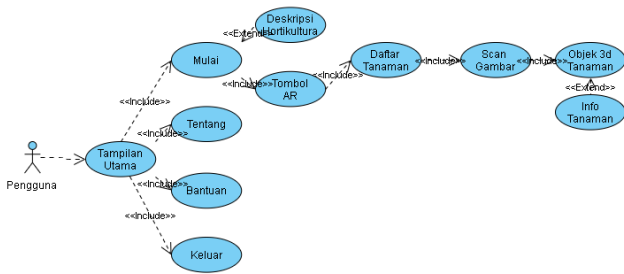 Deskripsi
Hortikultura
<<Extend>>
Mulai
<<Include>>
Tombol
AR
<<Include>>
Daftar
Tanaman
<<Include>>
Scan
Gambar
<<Include>>
Objek 3d
Tanaman
<<Extend>>
Info
Tanaman
<<Include>>
Tentang
<<Include>>
Pengguna
Tampilan
Utama
<<Include>>
Bantuan
<<Include>>
Keluar